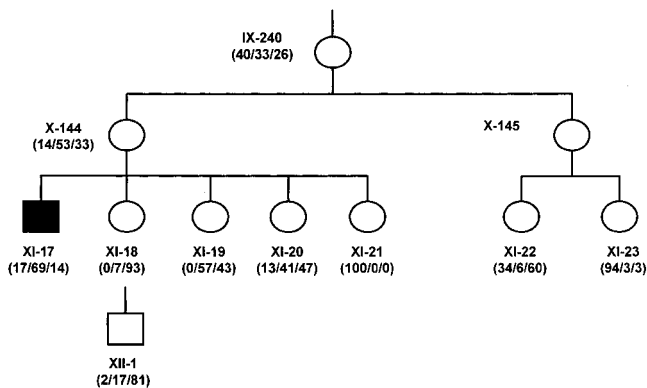 IX-240
(40/33/26)
X-144
(14/53/33)
X-145
XI-17
(17/69/14)
XI-18
(0/7/93)
XI-19
(0/57/43)
XI-20
(13/41/47)
XI-21
(100/0/0)
XI-22
(34/6/60)
XI-23
(94/3/3)
XII-1
(2/17/81)